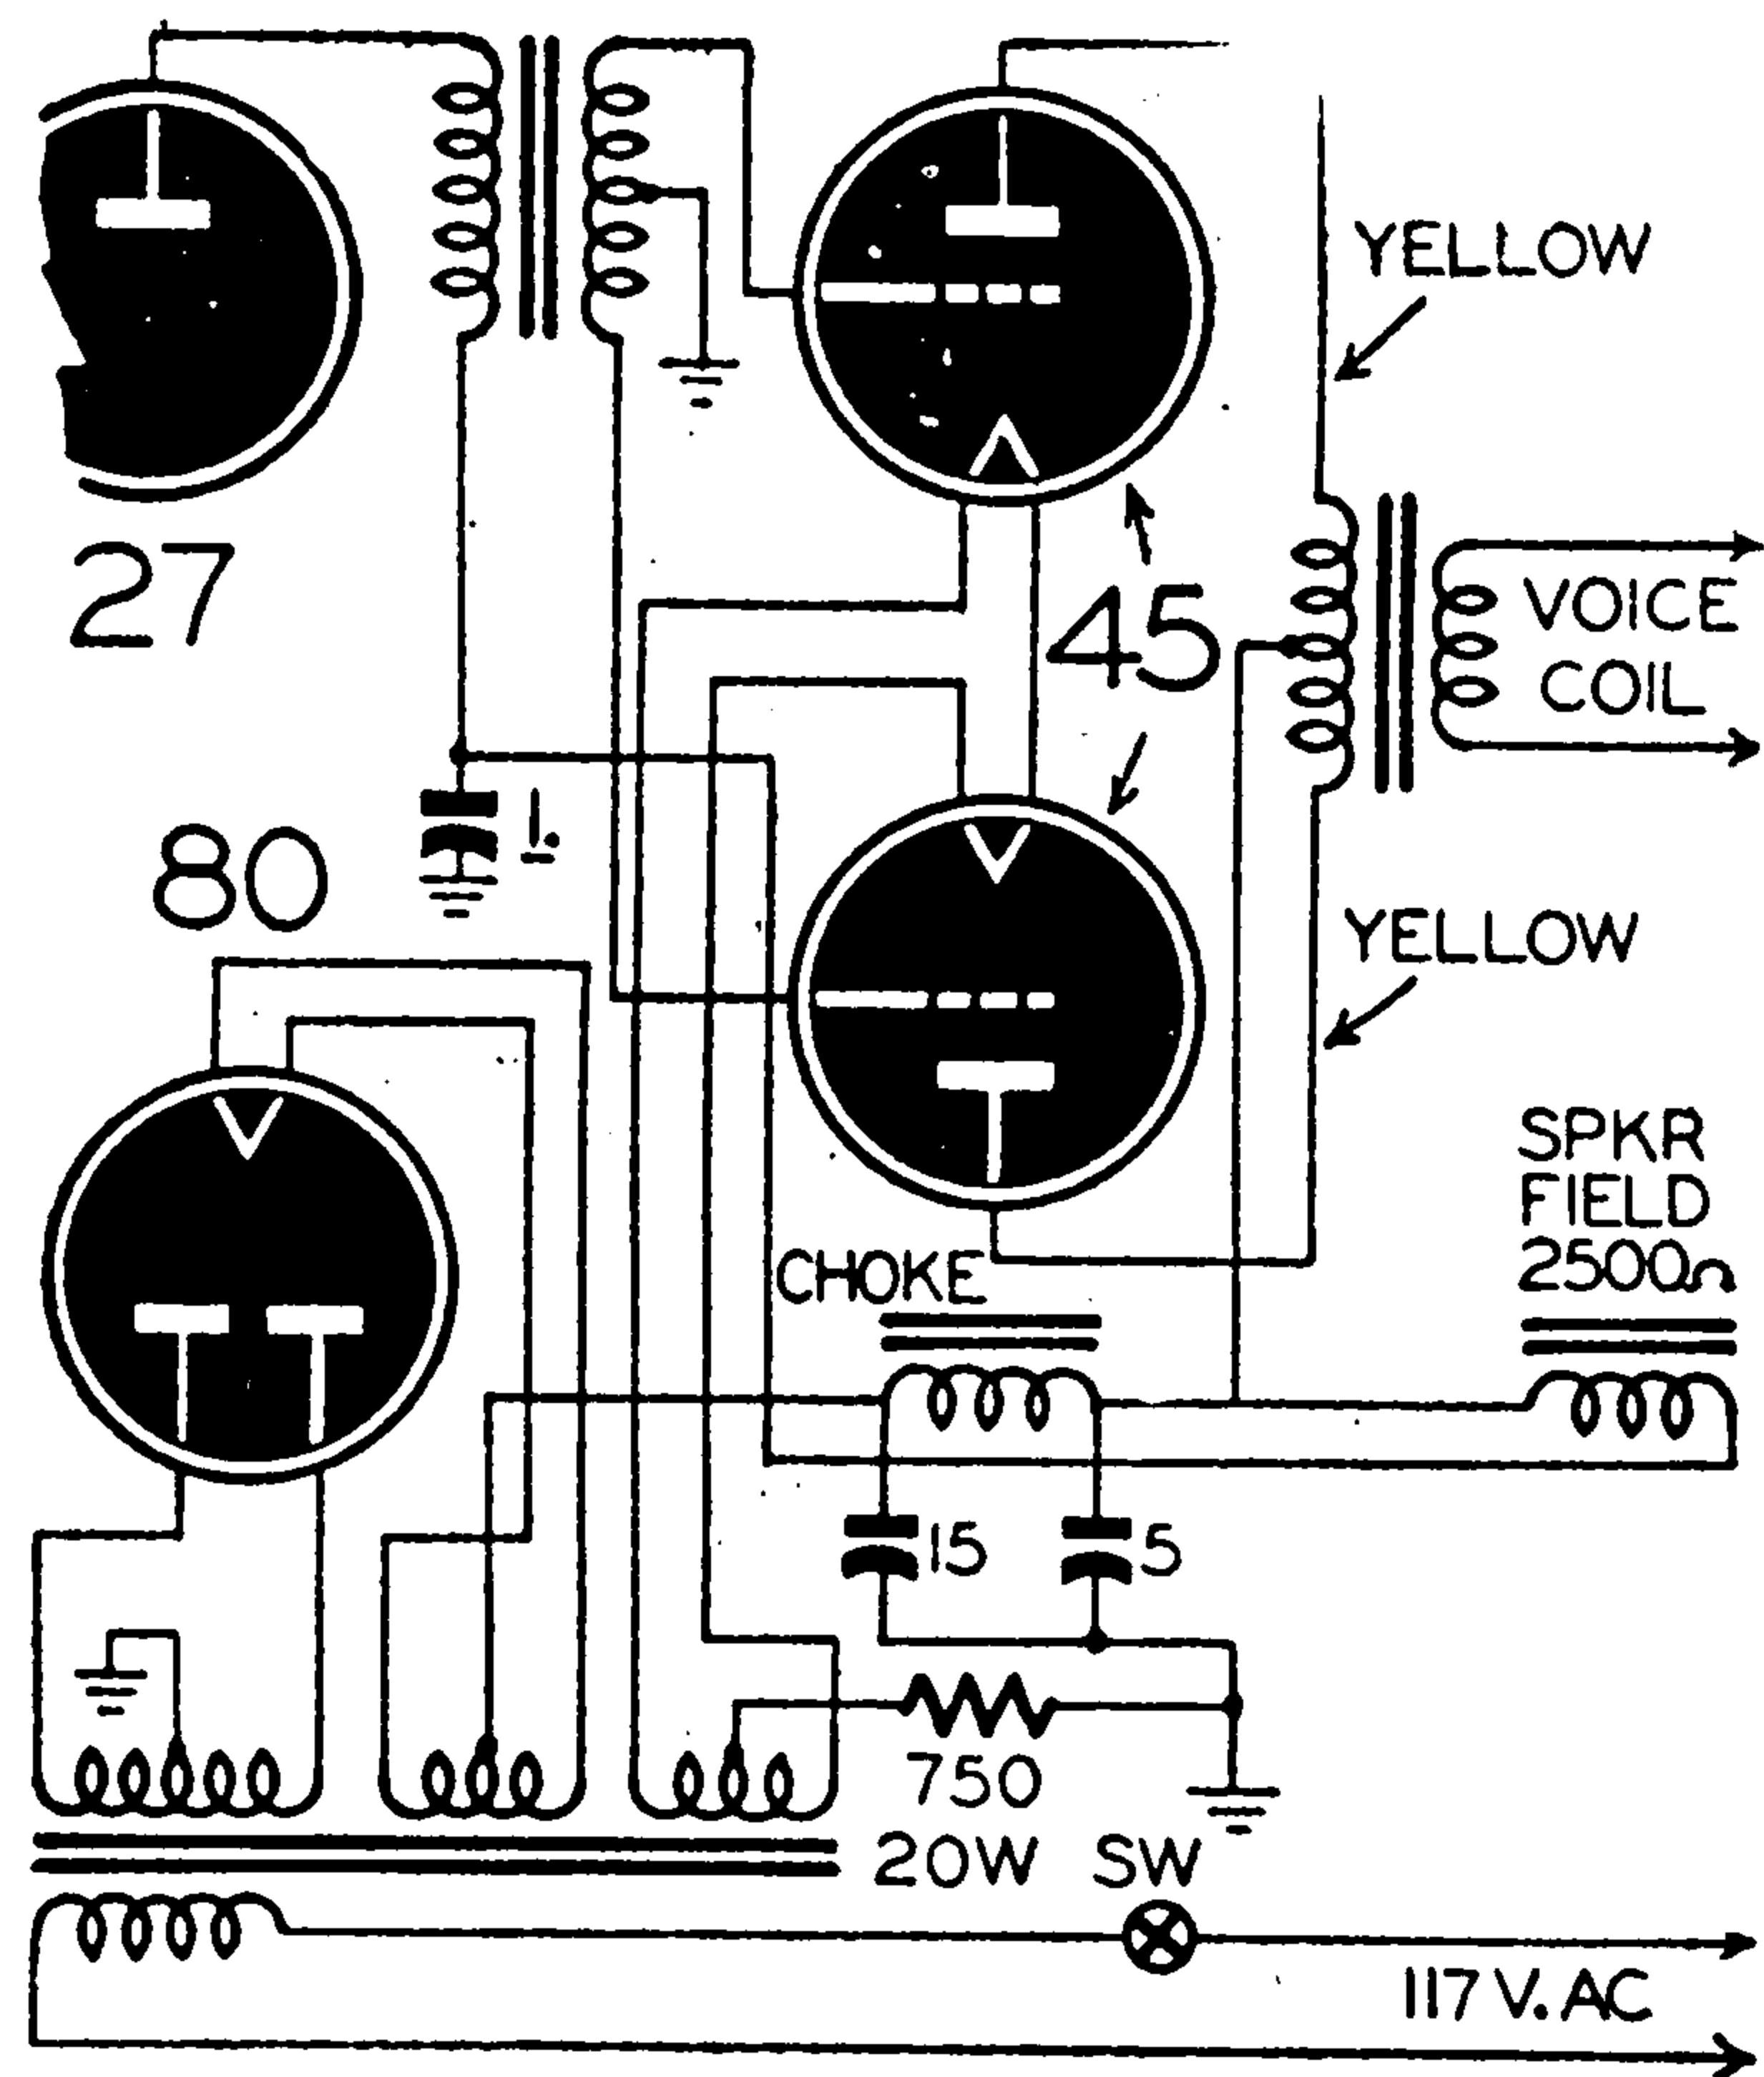 YELLOW
27
45
VOICE
COIL
1.
80
YELLOW
SPKR
FIELD
2500Ω
CHOKE
15
5
750
20W
SW
117 V. AC